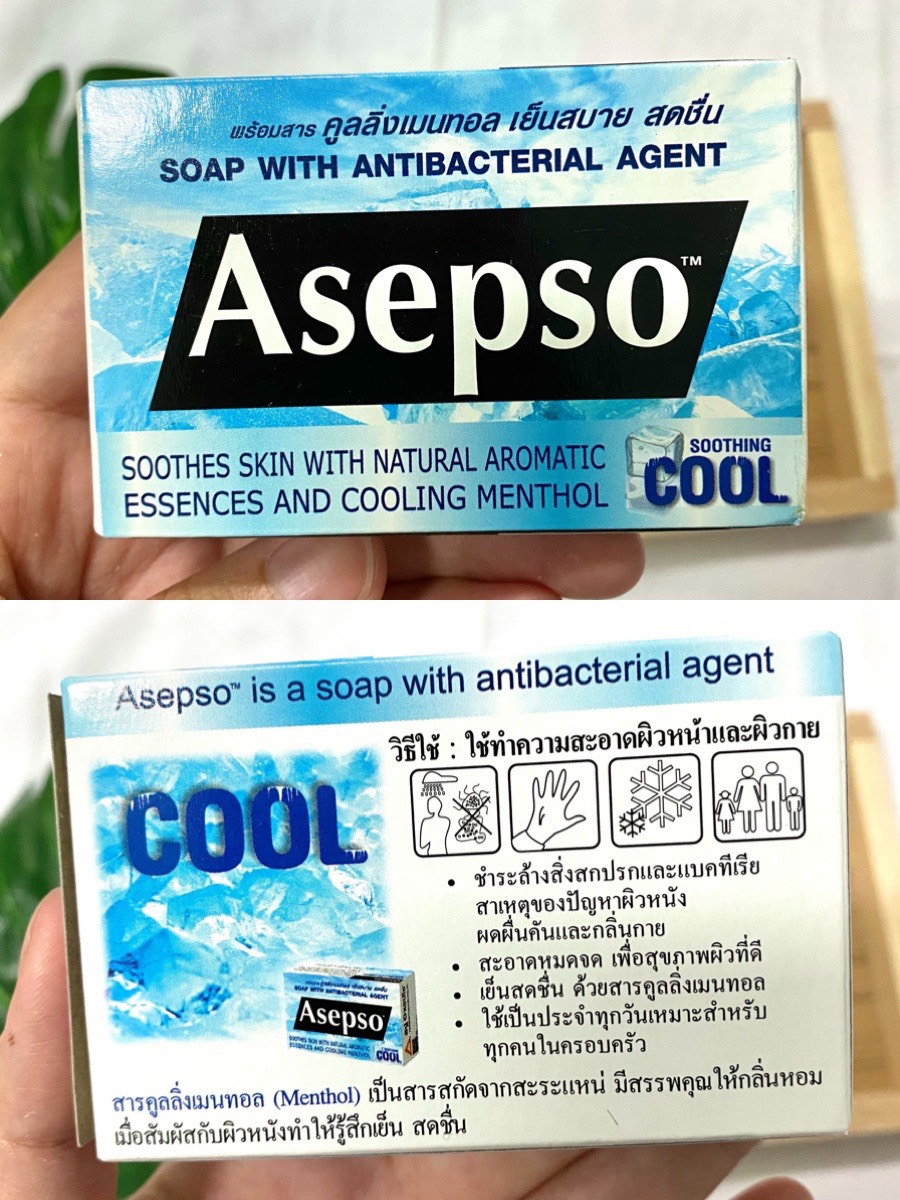 พร้อมสาร คูลลิ่งเมนทอล เย็นสบาย สดชื่น
SOAP WITH ANTIBACTERIAL AGENT
Asepso™
SOOTHES SKIN WITH NATURAL AROMATIC
ESSENCES AND COOLING MENTHOL
SOOTHING
COOL
Asepso™ is a soap with antibacterial agent
วิธีใช้ : ใช้ทำความสะอาดผิวหน้าและผิวกาย
COOL
• ชำระล้างสิ่งสกปรกและแบคทีเรีย
สาเหตุของปัญหาผิวหนัง
ผดผื่นคันและกลิ่นกาย
• สะอาดหมดจด เพื่อสุขภาพผิวที่ดี
• เย็นสดชื่น ด้วยสารคูลลิ่งเมนทอล
• ใช้เป็นประจำทุกวันเหมาะสำหรับ
ทุกคนในครอบครัว
SOAP WITH ANTIBACTERIAL AGENT
Asepso
SOOTHES SKIN WITH NATURAL AROMATIC
ESSENCES AND COOLING MENTHOL
COOL
สารคูลลิ่งเมนทอล (Menthol) เป็นสารสกัดจากสะระแหน่ มีสรรพคุณให้กลิ่นหอม
เมื่อสัมผัสกับผิวหนังทำให้รู้สึกเย็น สดชื่น